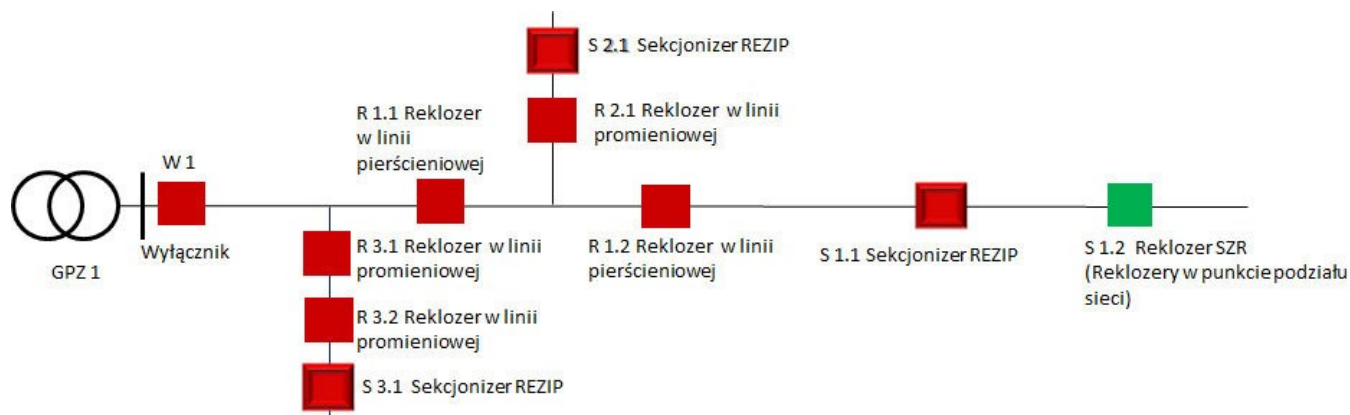 S 2.1 Sekcjonizer REZIP
R 1.1 Reklozer
w linii
pierścieniowej
R 2.1 Reklozer w linii
promieniowej
W 1
Wyłącznik
GPZ 1
R 3.1 Reklozer w linii
promieniowej
R 1.2 Reklozer w linii
pierścieniowej
S 1.1 Sekcjonizer REZIP
S 1.2 Reklozer SZR
(Reklozery w punkcie podziału
sieci)
R 3.2 Reklozer w linii
promieniowej
S 3.1 Sekcjonizer REZIP